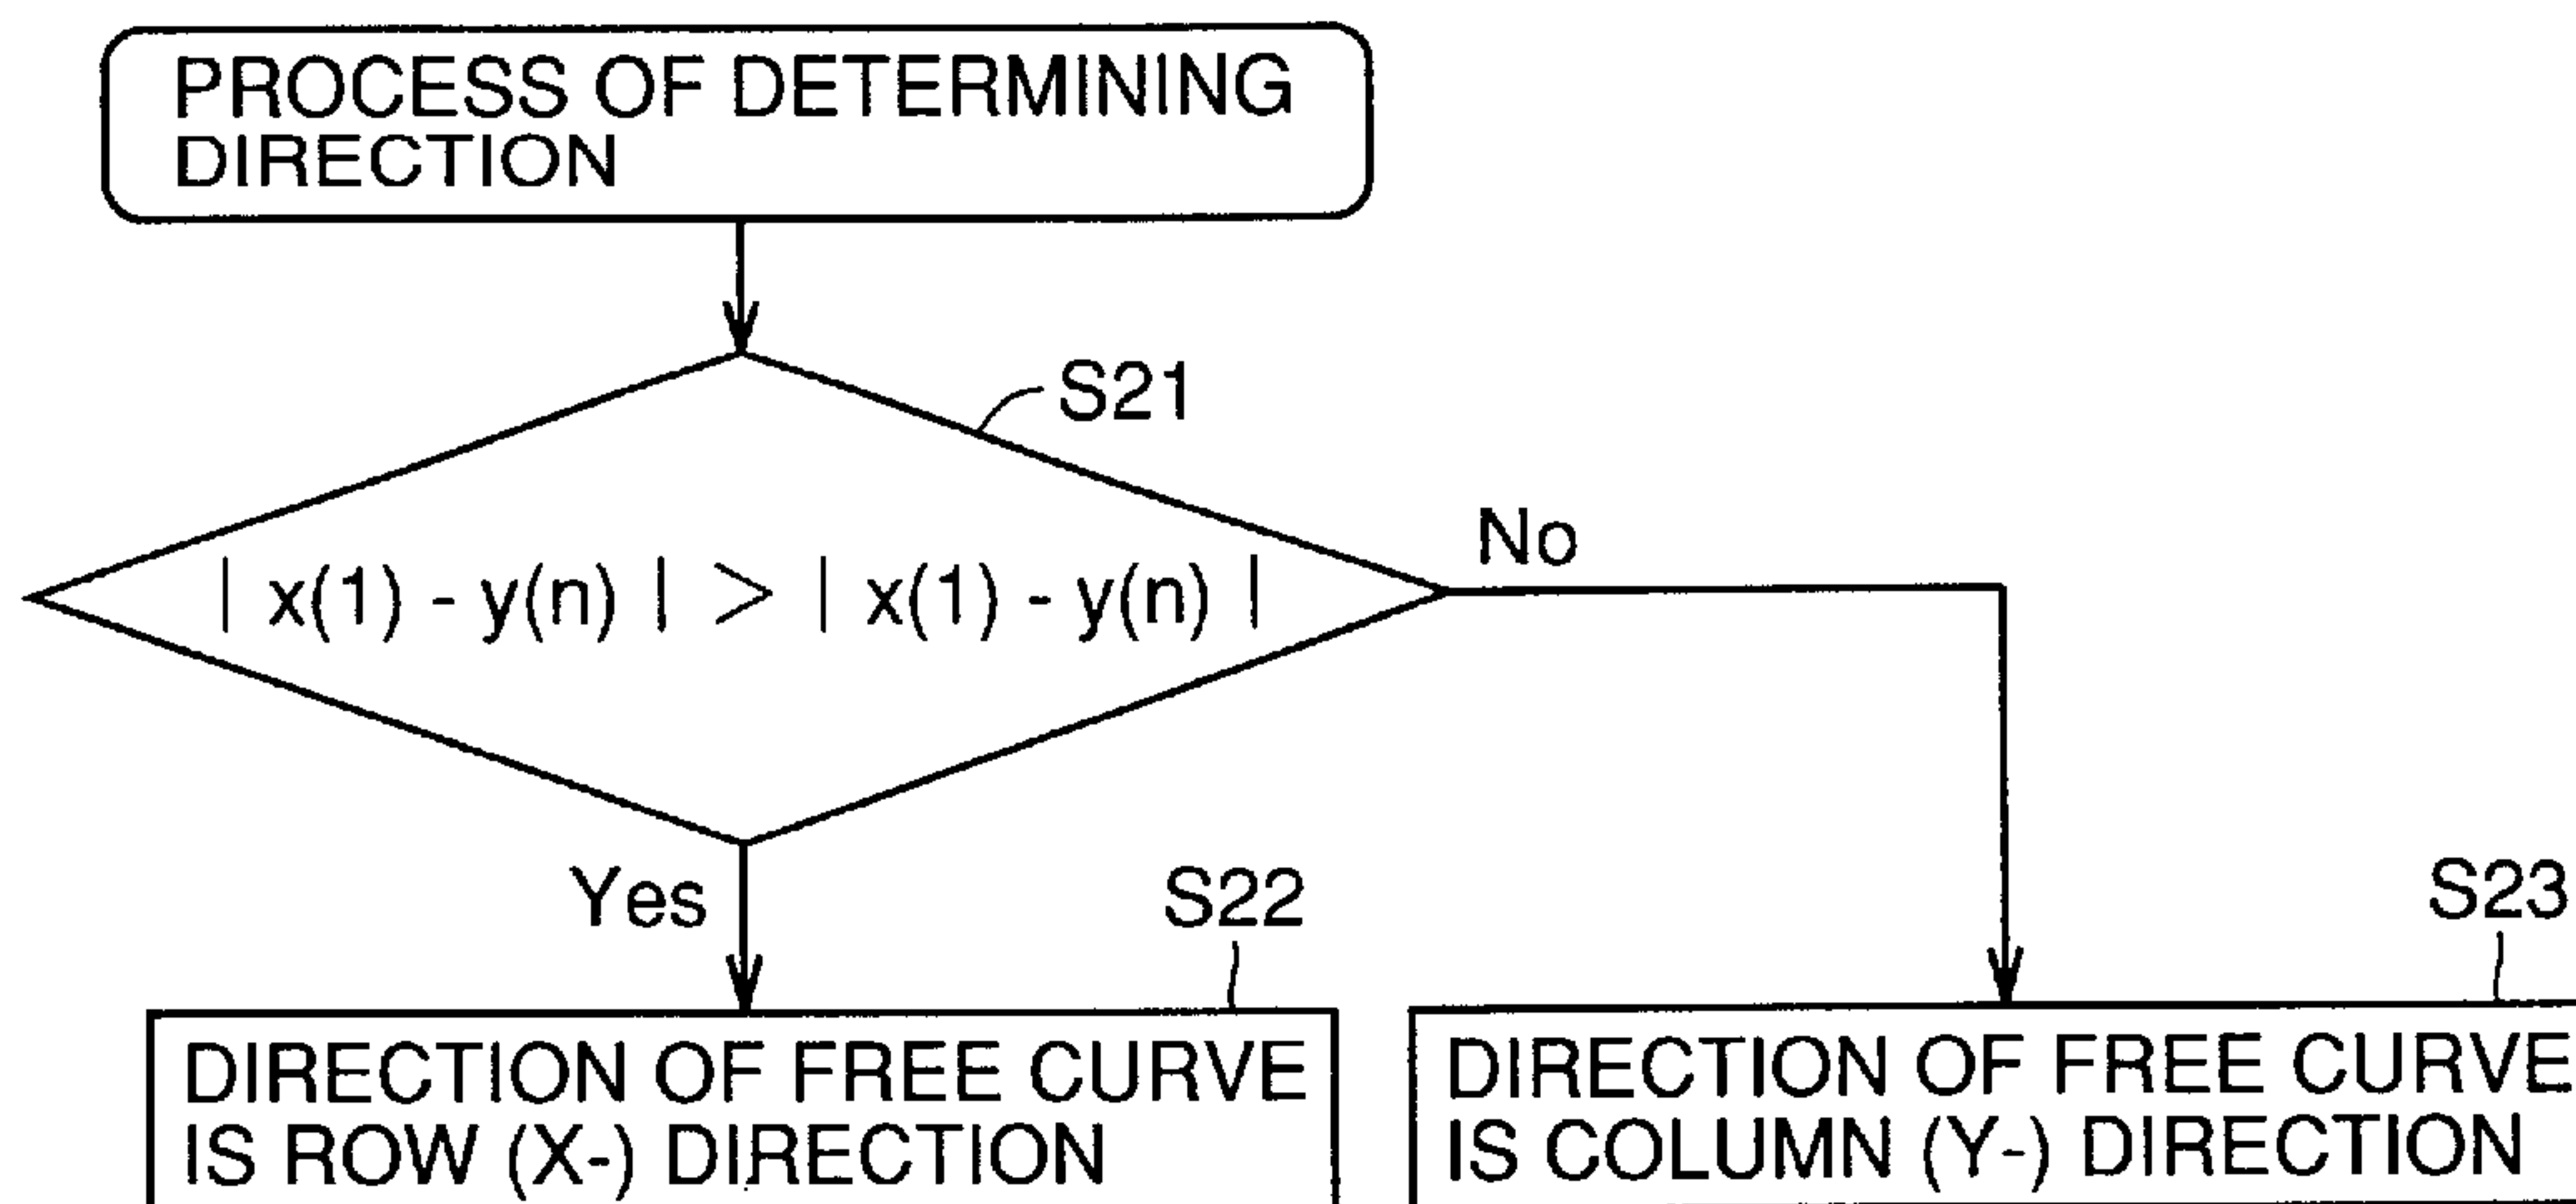 PROCESS OF DETERMINING
DIRECTION
S21
| x(1) - y(n) | > | x(1) - y(n) |
No
Yes
S22
S23
DIRECTION OF FREE CURVE
IS ROW (X-) DIRECTION
DIRECTION OF FREE CURVE
IS COLUMN (Y-) DIRECTION